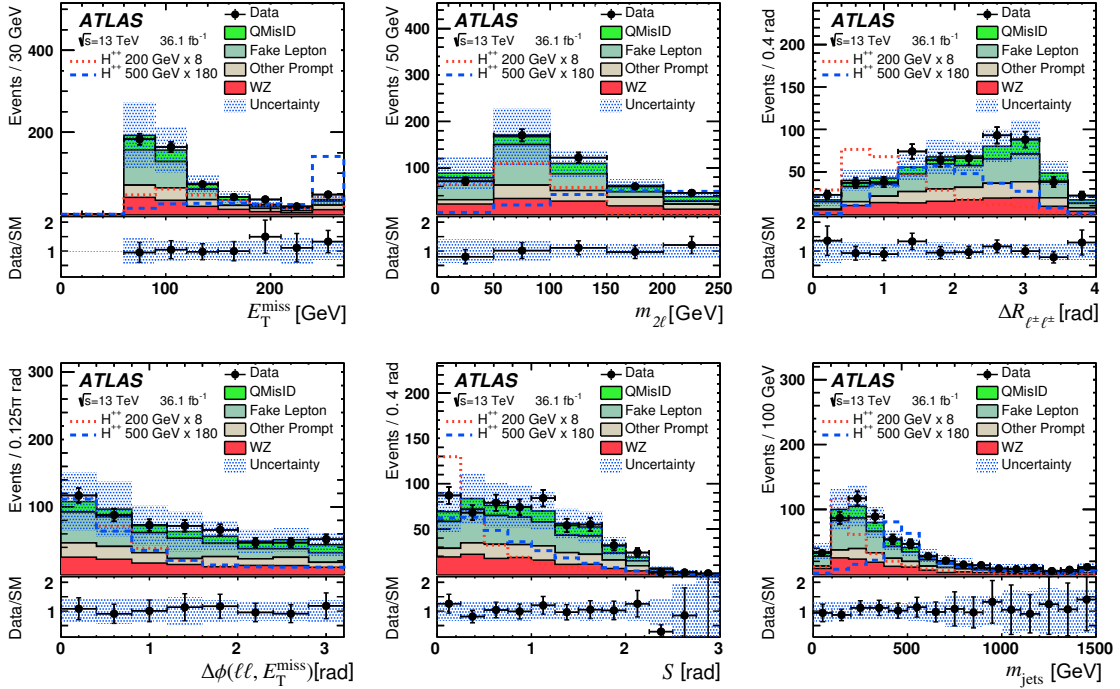 Events / 30 GeV
ATLAS
√s=13 TeV 36.1 fb⁻¹
H⁺⁺ 200 GeV x 8
H⁺⁺ 500 GeV x 180
Data
QMisID
Fake Lepton
Other Prompt
WZ
Uncertainty
400
200
Data/SM
2
1
0 100 200
E_T^miss [GeV]
Events / 50 GeV
ATLAS
√s=13 TeV 36.1 fb⁻¹
H⁺⁺ 200 GeV x 8
H⁺⁺ 500 GeV x 180
Data
QMisID
Fake Lepton
Other Prompt
WZ
Uncertainty
400
300
200
100
Data/SM
2
1
0 50 100 150 200 250
m_2ℓ [GeV]
Events / 0.4 rad
ATLAS
√s=13 TeV 36.1 fb⁻¹
H⁺⁺ 200 GeV x 8
H⁺⁺ 500 GeV x 180
Data
QMisID
Fake Lepton
Other Prompt
WZ
Uncertainty
200
150
100
50
Data/SM
2
1
0 1 2 3 4
ΔR_ℓ±ℓ± [rad]
Events / 0.125π rad
ATLAS
√s=13 TeV 36.1 fb⁻¹
H⁺⁺ 200 GeV x 8
H⁺⁺ 500 GeV x 180
Data
QMisID
Fake Lepton
Other Prompt
WZ
Uncertainty
300
200
100
Data/SM
2
1
0 1 2 3
Δϕ(ℓℓ, E_T^miss)[rad]
Events / 0.4 rad
ATLAS
√s=13 TeV 36.1 fb⁻¹
H⁺⁺ 200 GeV x 8
H⁺⁺ 500 GeV x 180
Data
QMisID
Fake Lepton
Other Prompt
WZ
Uncertainty
200
150
100
50
Data/SM
2
1
0 1 2 3
S [rad]
Events / 100 GeV
ATLAS
√s=13 TeV 36.1 fb⁻¹
H⁺⁺ 200 GeV x 8
H⁺⁺ 500 GeV x 180
Data
QMisID
Fake Lepton
Other Prompt
WZ
Uncertainty
300
200
100
Data/SM
2
1
0 500 1000 1500
m_jets [GeV]